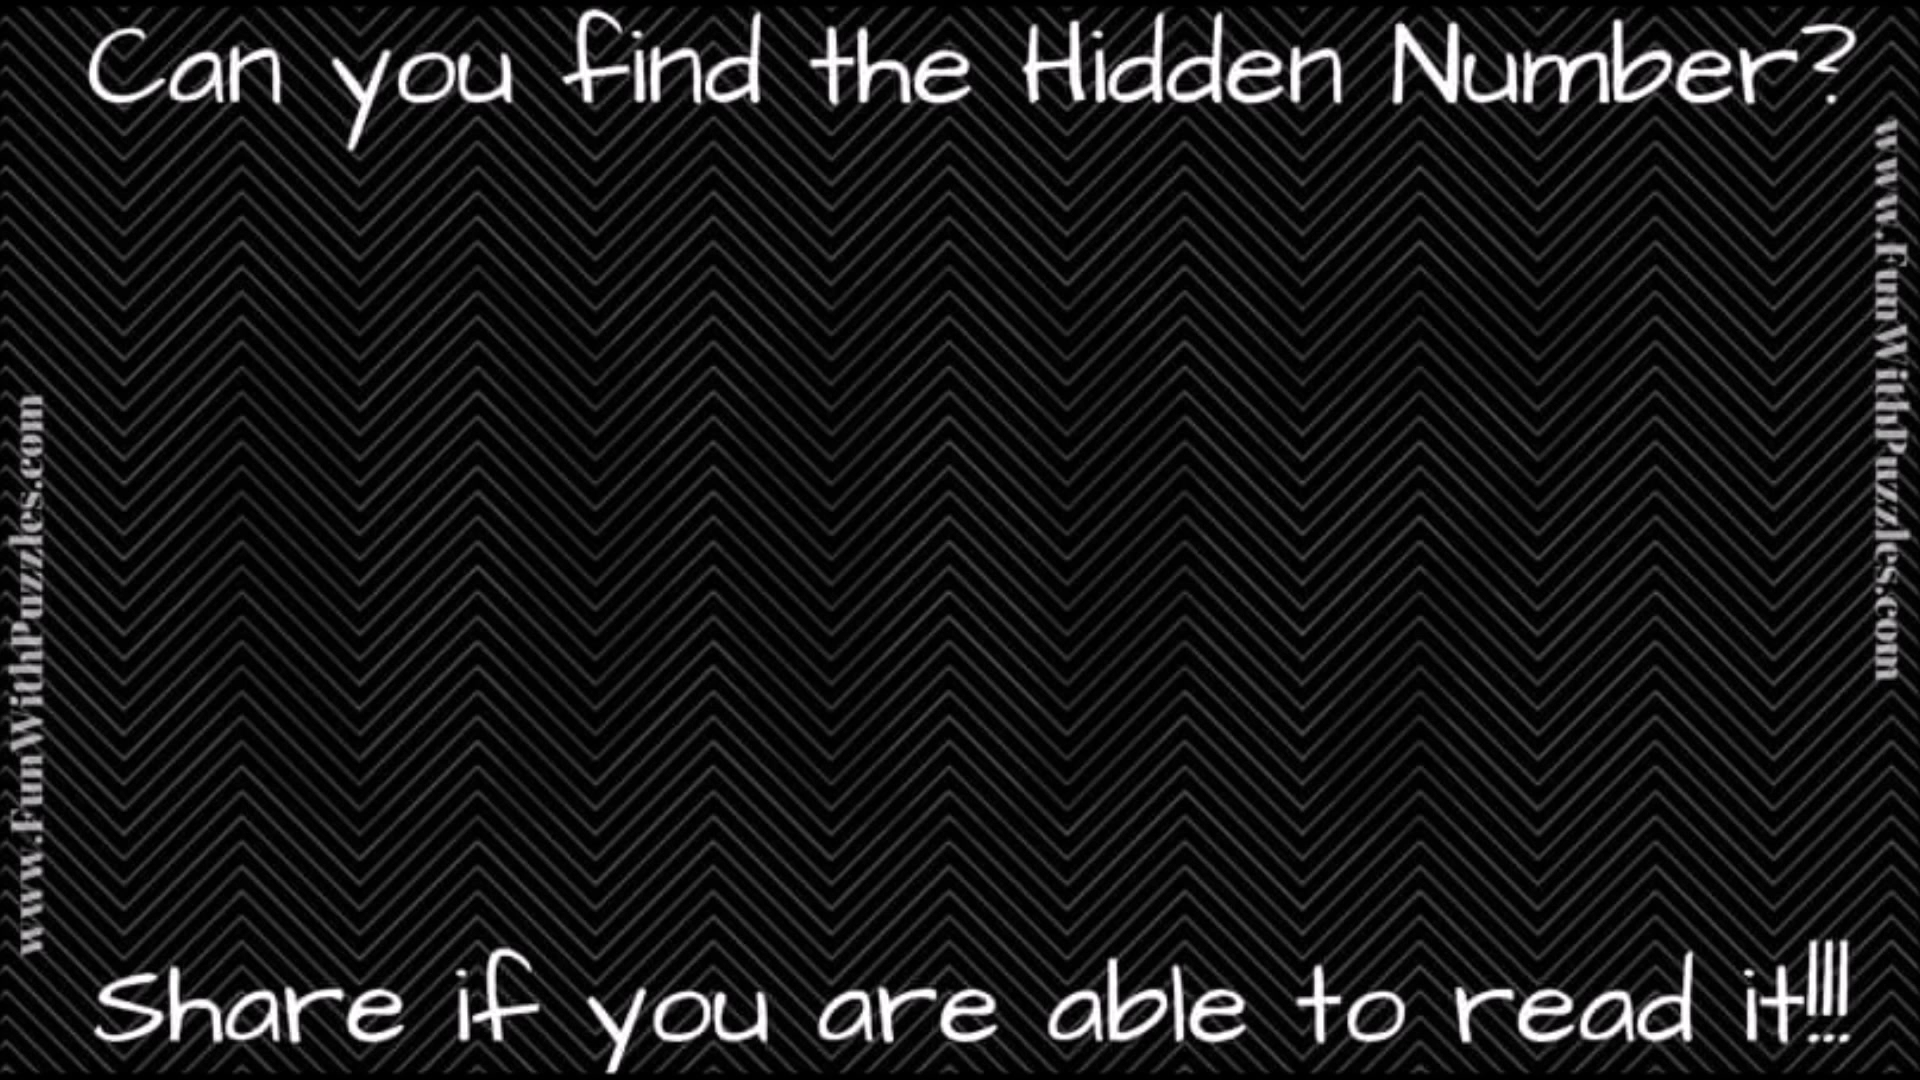 Can you find the Hidden Number?
www.FunWithPuzzles.com
www.FunWithPuzzles.com
Share if you are able to read it!!!